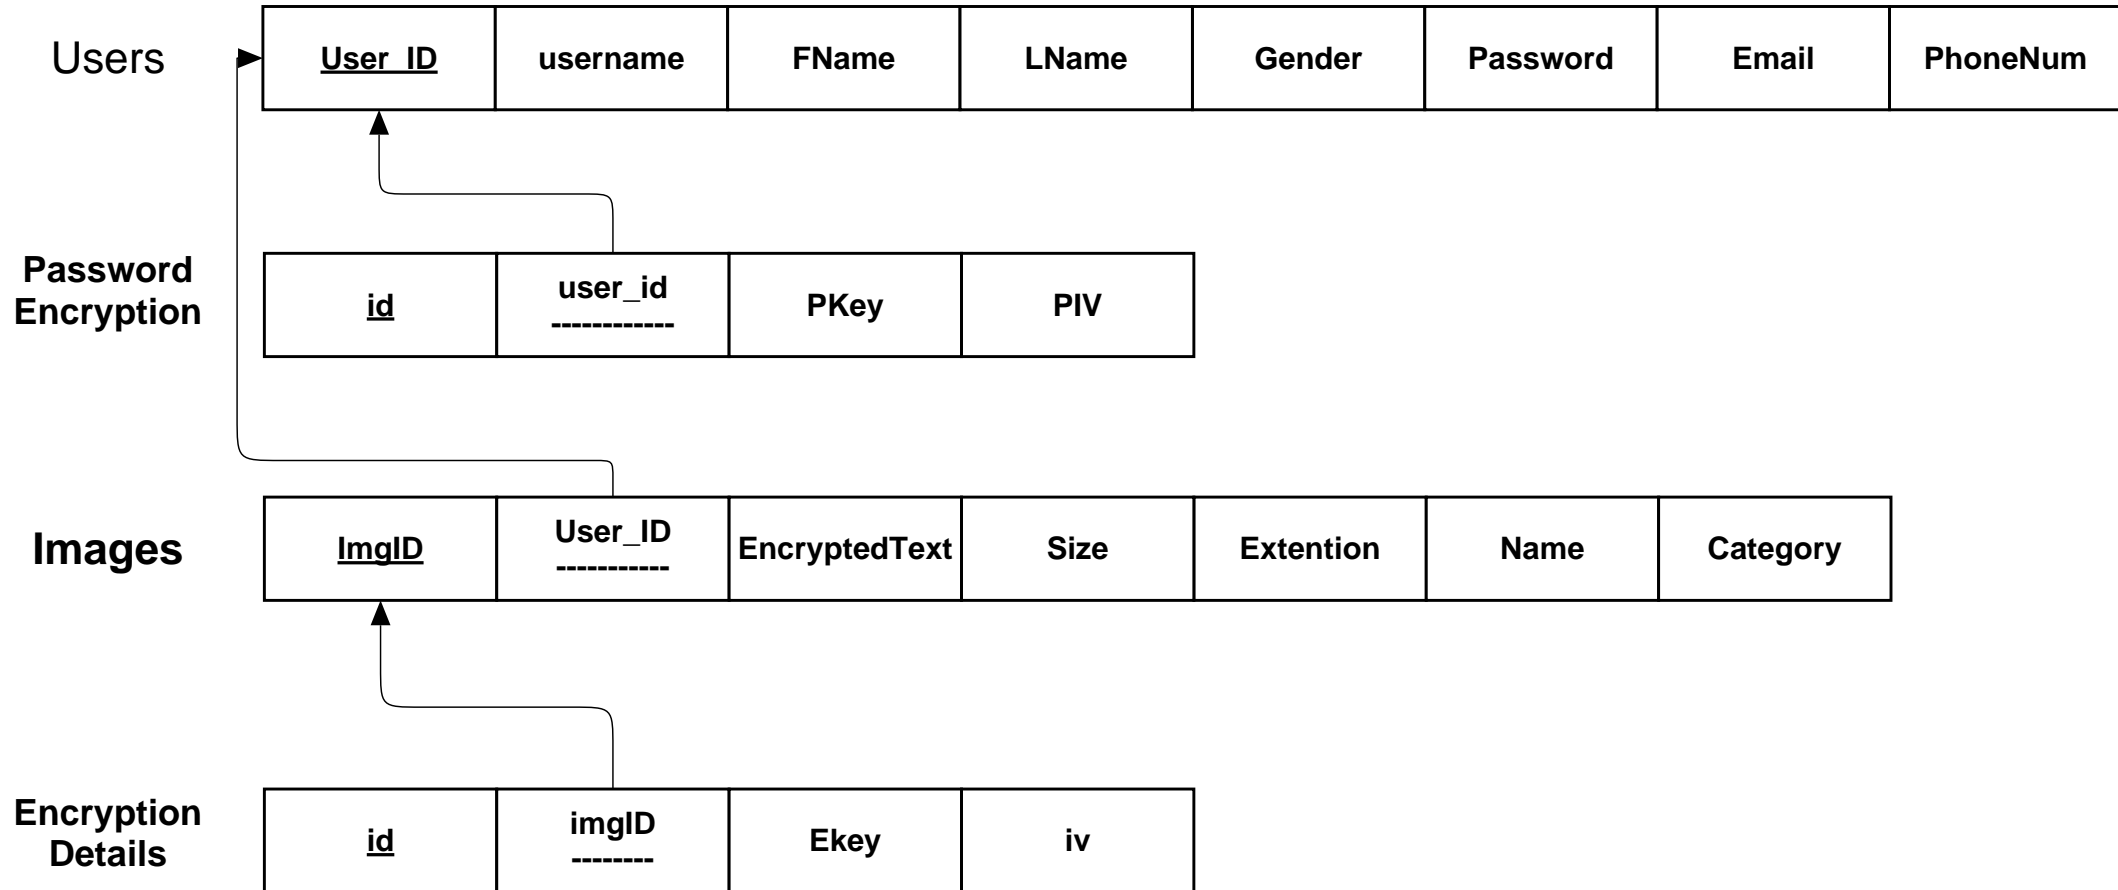 Users
User_ID
username
FName
LName
Gender
Password
Email
PhoneNum
Password
Encryption
id
user_id
------------
PKey
PIV
Images
ImgID
User_ID
-----------
EncryptedText
Size
Extention
Name
Category
Encryption
Details
id
imgID
--------
Ekey
iv